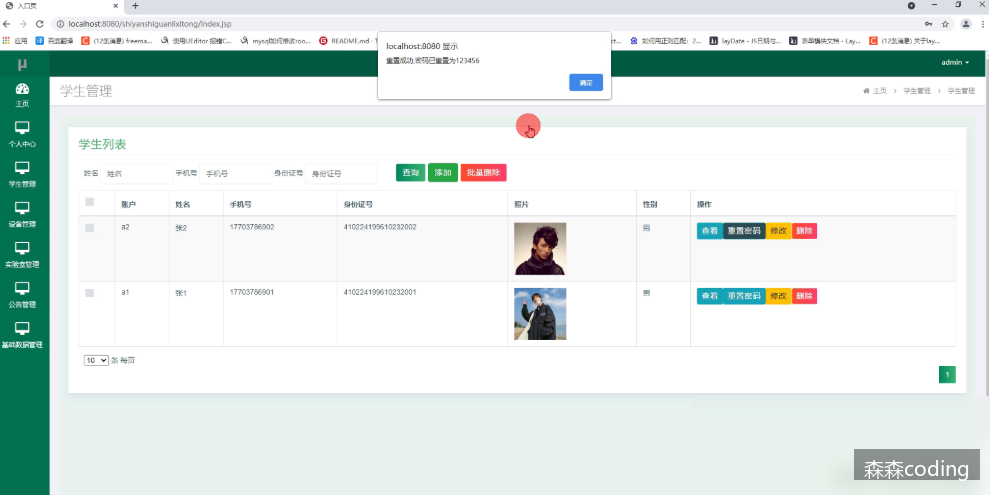 入口页
localhost:8080/shiyanshiguanlixitong/index.jsp
应用 百度翻译 (12条消息) freema... 使用UEditor 报错C... mysql如何修改roo... README.md - T 如何用正则匹配：2... layDate - JS日期与... 表单模块文档 - Lay... (12条消息) 关于lay...
localhost:8080 显示
重置成功,密码已重置为123456
确定
μ
admin
主页
个人中心
学生管理
设备管理
实验室管理
公告管理
基础数据管理
学生管理
主页 > 学生管理 > 学生管理
学生列表
姓名 姓名 手机号 手机号 身份证号 身份证号 查询 添加 批量删除
账户 姓名 手机号 身份证号 照片 性别 操作
a2 张2 17703786902 410224199610232002 男 查看 重置密码 修改 删除
a1 张1 17703786901 410224199610232001 男 查看 重置密码 修改 删除
10 条 每页
1
森森coding